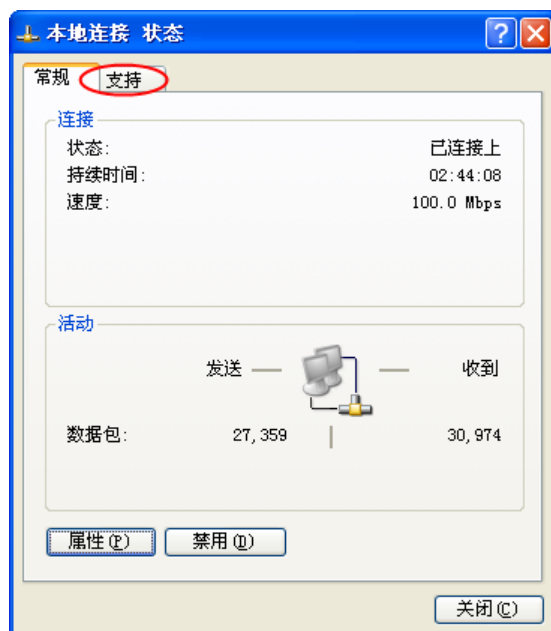 本地连接 状态
常规 支持
连接
状态: 已连接上
持续时间: 02:44:08
速度: 100.0 Mbps
活动
发送 — — 收到
数据包: 27,359 | 30,974
属性(P) 禁用(D)
关闭(C)